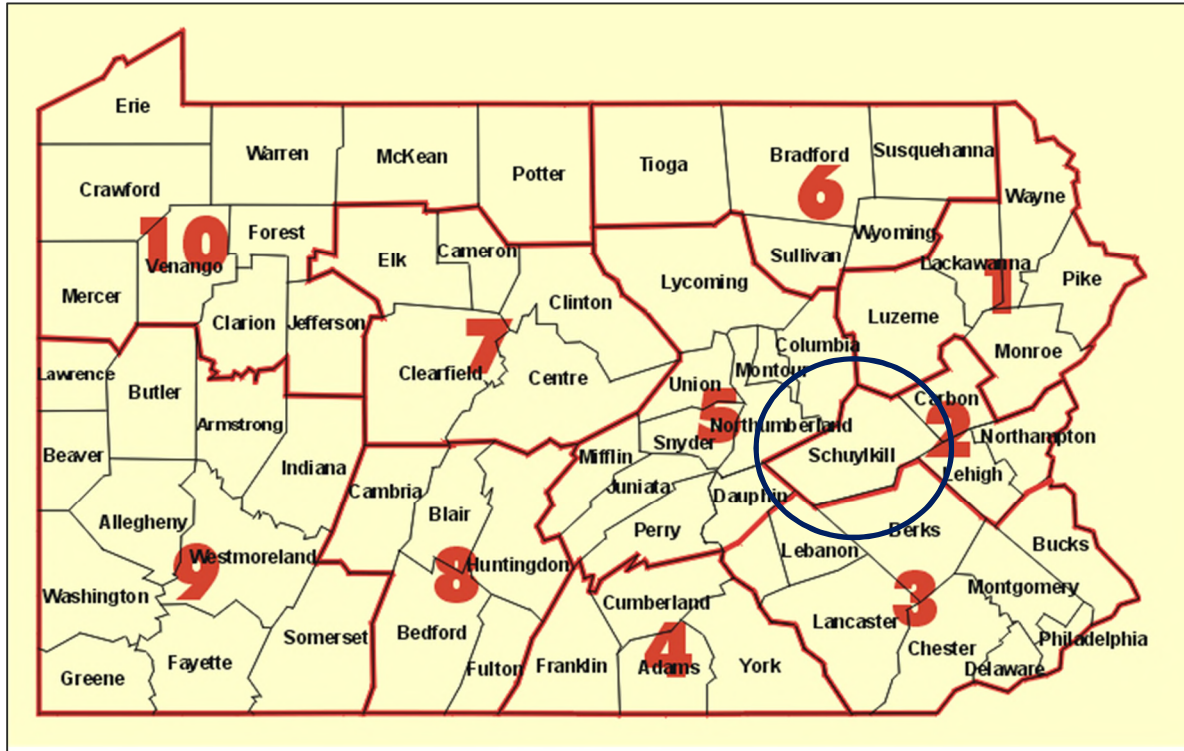 Erie
Warren
McKean
Potter
Tioga
Bradford
Susquehanna
Wayne
Crawford
6
10
Forest
Venango
Elk
Cameron
Sullivan
Wyoming
Lackawanna
Pike
1
Mercer
Clarion
Jefferson
Clinton
Lycoming
Luzerne
Monroe
Lawrence
Butler
7
Clearfield
Centre
Columbia
Montour
Union
Carbon
Armstrong
5
Northumberland
2
Northampton
Snyder
Schuylkill
Lehigh
Beaver
Indiana
Mifflin
Cambria
Juniata
Dauphin
Allegheny
Blair
Perry
Berks
Bucks
Lebanon
Westmoreland
9
8
Huntingdon
Washington
Cumberland
3
Montgomery
Lancaster
Somerset
Bedford
4
Chester
Philadelphia
Greene
Fayette
Fulton
Franklin
Adams
York
Delaware